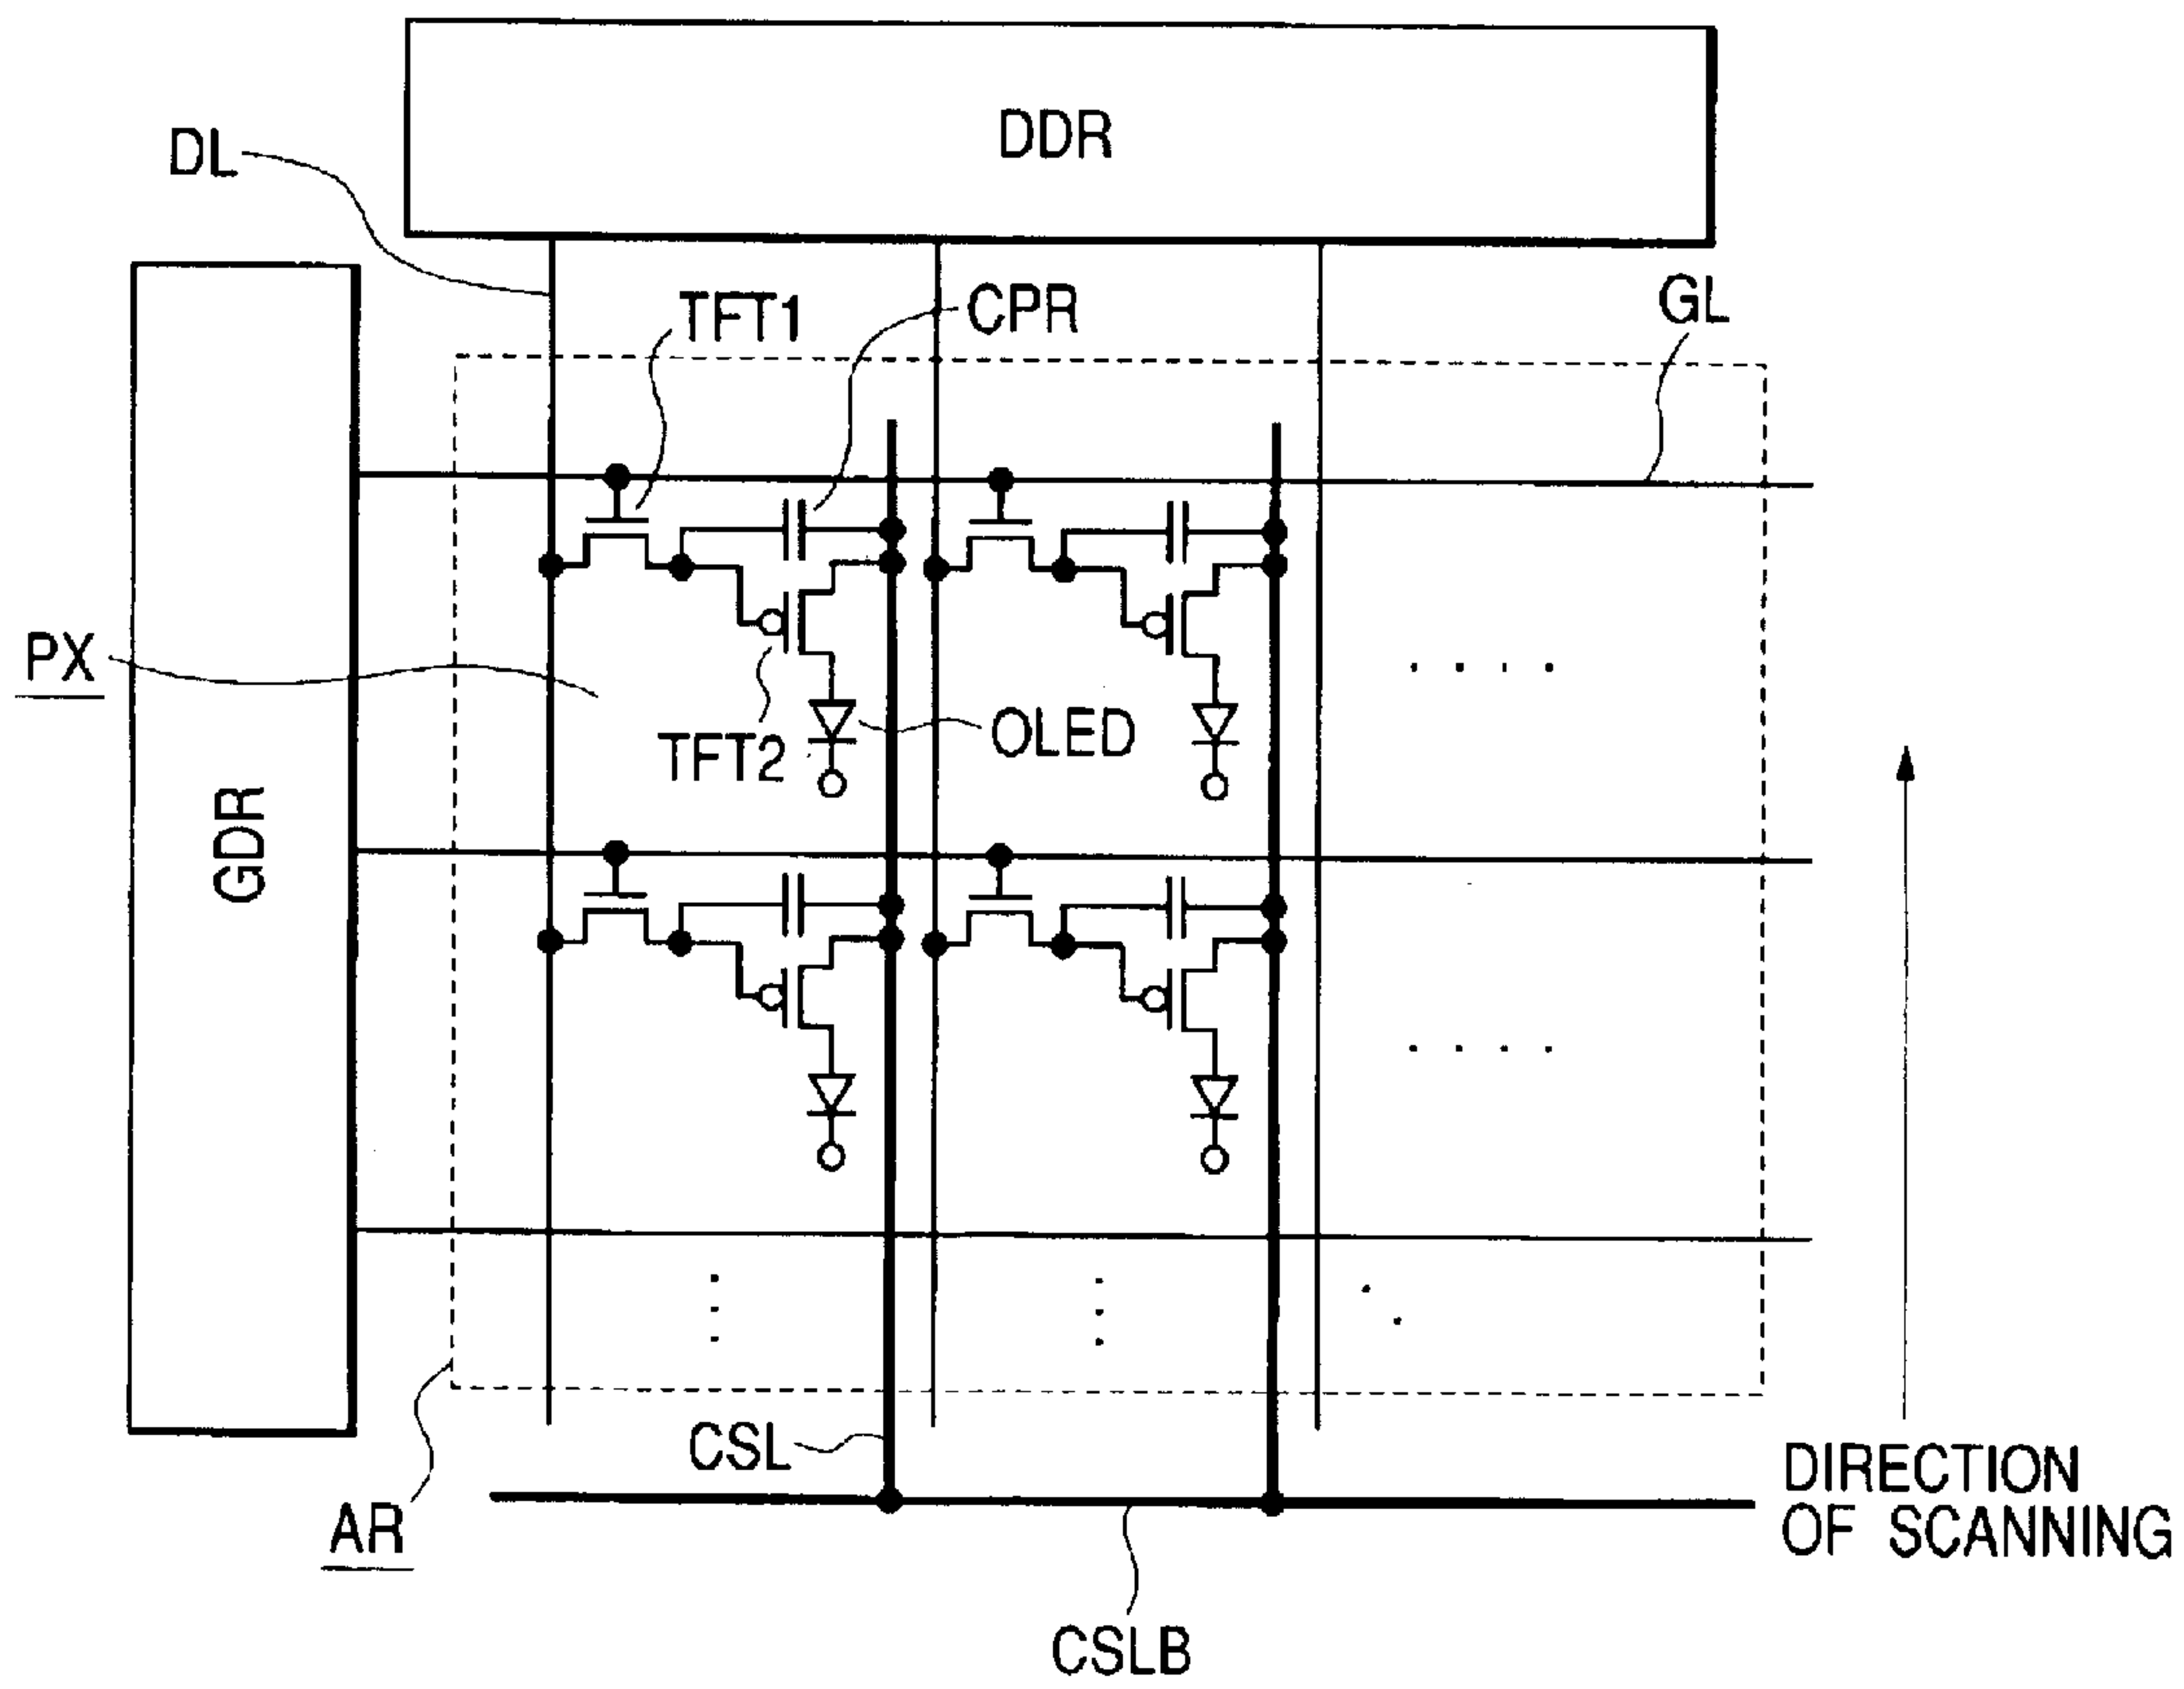 DDR
DL
TFT1
CPR
GL
PX
OLED
TFT2
GDR
CSL
DIRECTION
OF SCANNING
AR
CSLB